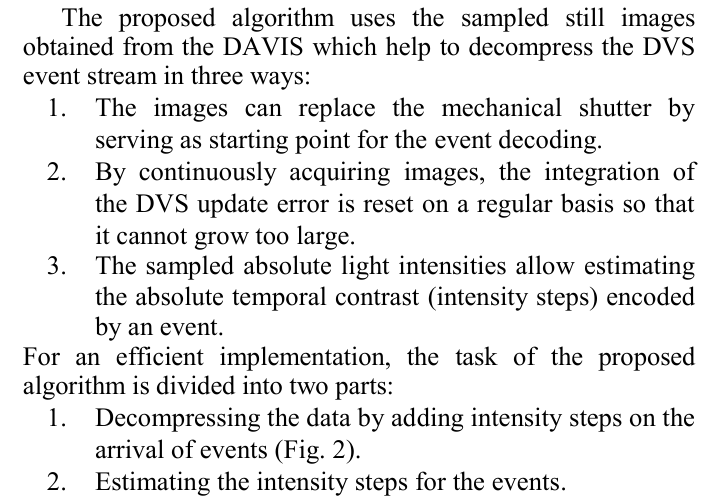 The proposed algorithm uses the sampled still images
obtained from the DAVIS which help to decompress the DVS
event stream in three ways:
1. The images can replace the mechanical shutter by
serving as starting point for the event decoding.
2. By continuously acquiring images, the integration of
the DVS update error is reset on a regular basis so that
it cannot grow too large.
3. The sampled absolute light intensities allow estimating
the absolute temporal contrast (intensity steps) encoded
by an event.
For an efficient implementation, the task of the proposed
algorithm is divided into two parts:
1. Decompressing the data by adding intensity steps on the
arrival of events (Fig. 2).
2. Estimating the intensity steps for the events.